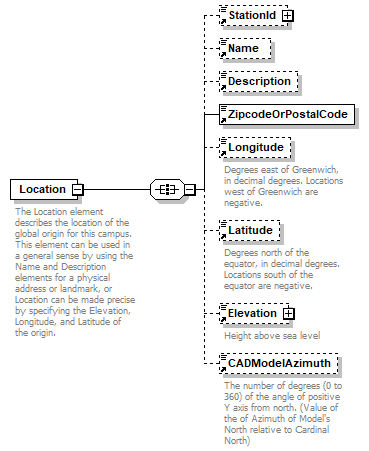 StationId
Name
Description
ZipcodeOrPostalCode
Longitude
Degrees east of Greenwich,
in decimal degrees. Locations
west of Greenwich are
negative.
Location
The Location element
describes the location of the
global origin for this campus.
This element can be used in
a general sense by using the
Name and Description
elements for a physical
address or landmark, or
Location can be made precise
by specifying the Elevation,
Longitude, and Latitude of
the origin.
Latitude
Degrees north of the
equator, in decimal degrees.
Locations south of the
equator are negative.
Elevation
Height above sea level
CADModelAzimuth
The number of degrees (0 to
360) of the angle of positive
Y axis from north. (Value of
the of Azimuth of Model's
North relative to Cardinal
North)